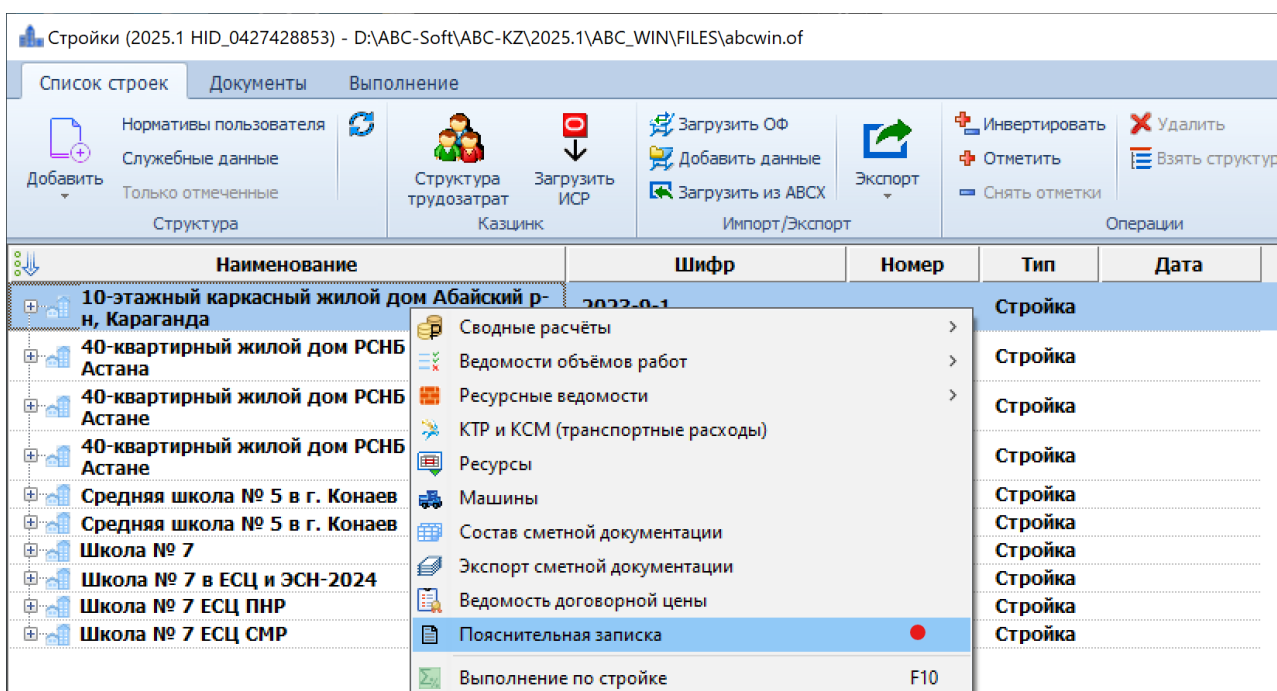 Стройки (2025.1 HID_0427428853) - D:\ABC-Soft\ABC-KZ\2025.1\ABC_WIN\FILES\abcwin.of
Список строек Документы Выполнение
Добавить
Нормативы пользователя
Служебные данные
Только отмеченные
Структура
Структура трудозатрат
Загрузить ИСР
Казцинк
Загрузить ОФ
Добавить данные
Загрузить из ABCX
Экспорт
Импорт/Экспорт
Инвертировать
Отметить
Снять отметки
Удалить
Взять структур
Операции
Наименование Шифр Номер Тип Дата
10-этажный каркасный жилой дом Абайский р-
н, Караганда
2023-9-1
Стройка
40-квартирный жилой дом РСНБ
Астана
Стройка
40-квартирный жилой дом РСНБ
Астане
Стройка
40-квартирный жилой дом РСНБ
Астане
Стройка
Средняя школа № 5 в г. Конаев Стройка
Средняя школа № 5 в г. Конаев Стройка
Школа № 7 Стройка
Школа № 7 в ЕСЦ и ЭСН-2024 Стройка
Школа № 7 ЕСЦ ПНР Стройка
Школа № 7 ЕСЦ СМР Стройка
Сводные расчёты
Ведомости объёмов работ
Ресурсные ведомости
КТР и КСМ (транспортные расходы)
Ресурсы
Машины
Состав сметной документации
Экспорт сметной документации
Ведомость договорной цены
Пояснительная записка
Выполнение по стройке F10